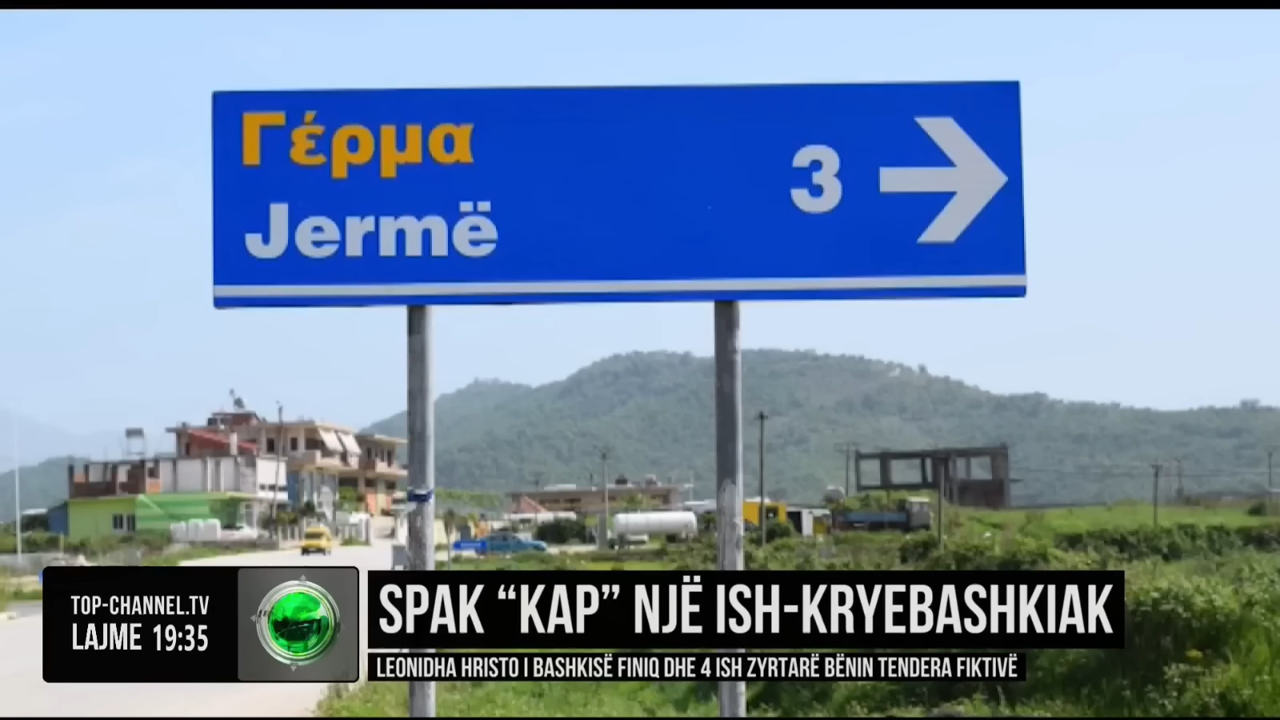 Γέρμα
Jermë
3
TOP-CHANNEL.TV
LAJME 19:35
SPAK “KAP” NJË ISH-KRYEBASHKIAK
LEONIDHA HRISTO I BASHKISË FINIQ DHE 4 ISH ZYRTARË BËNIN TENDERA FIKTIVË